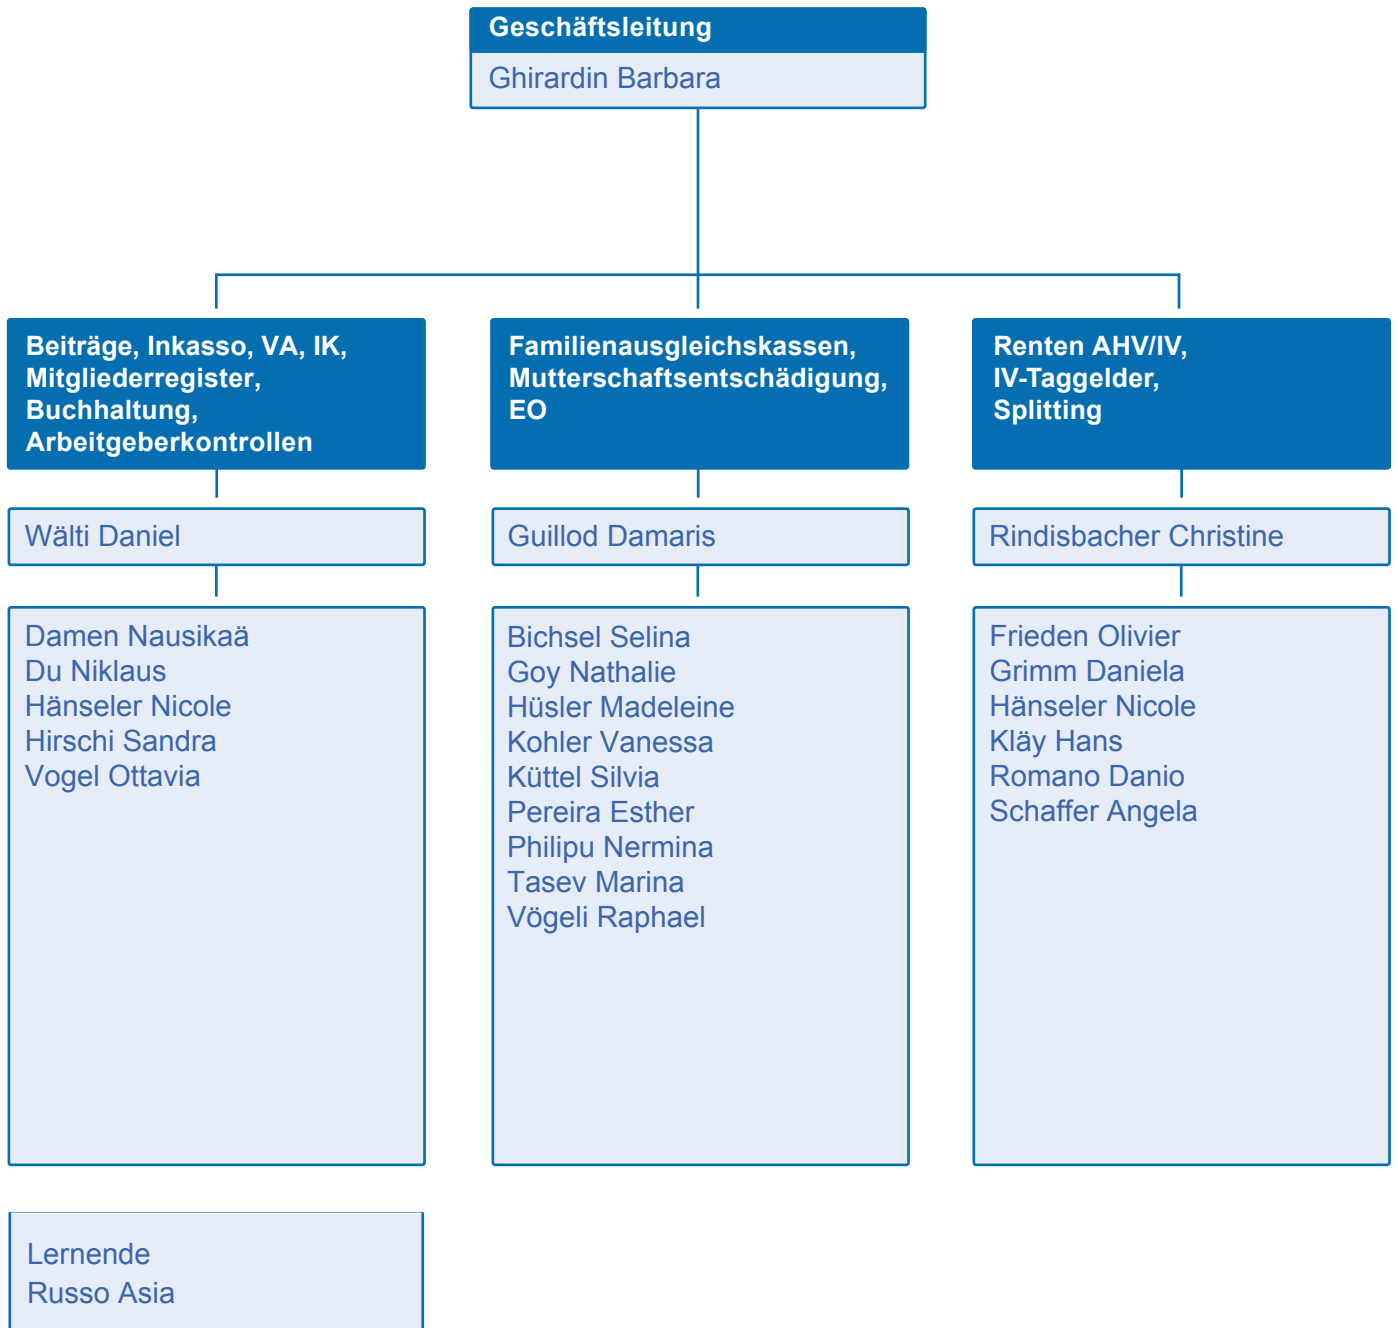 Geschäftsleitung
Ghirardin Barbara
Beiträge, Inkasso, VA, IK,
Mitgliederregister,
Buchhaltung,
Arbeitgeberkontrollen
Wälti Daniel
Damen Nausikaä
Du Niklaus
Hänseler Nicole
Hirschi Sandra
Vogel Ottavia
Familienausgleichskassen,
Mutterschaftsentschädigung,
EO
Guillod Damaris
Bichsel Selina
Goy Nathalie
Hüsler Madeleine
Kohler Vanessa
Küttel Silvia
Pereira Esther
Philipu Nermina
Tasev Marina
Vögeli Raphael
Renten AHV/IV,
IV-Taggelder,
Splitting
Rindisbacher Christine
Frieden Olivier
Grimm Daniela
Hänseler Nicole
Kläy Hans
Romano Danio
Schaffer Angela
Lernende
Russo Asia